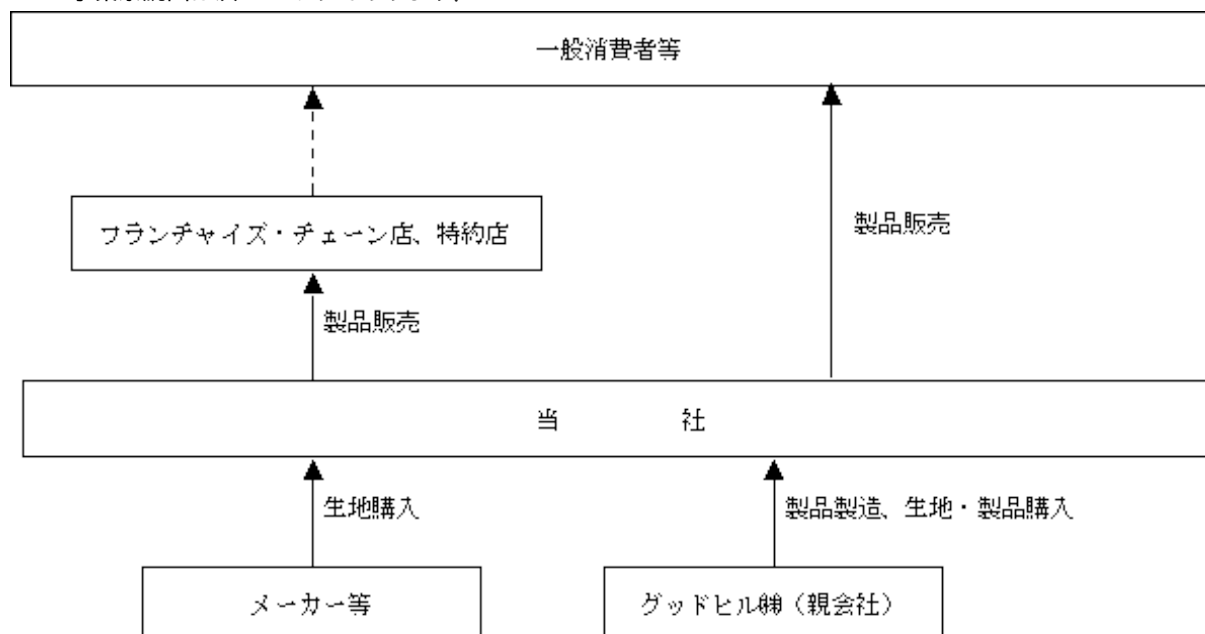 一般消費者等
フランチャイズ・チェーン店、特約店
製品販売
製品販売
当 社
生地購入
製品製造、生地・製品購入
メーカー等
グッドヒル㈱（親会社）